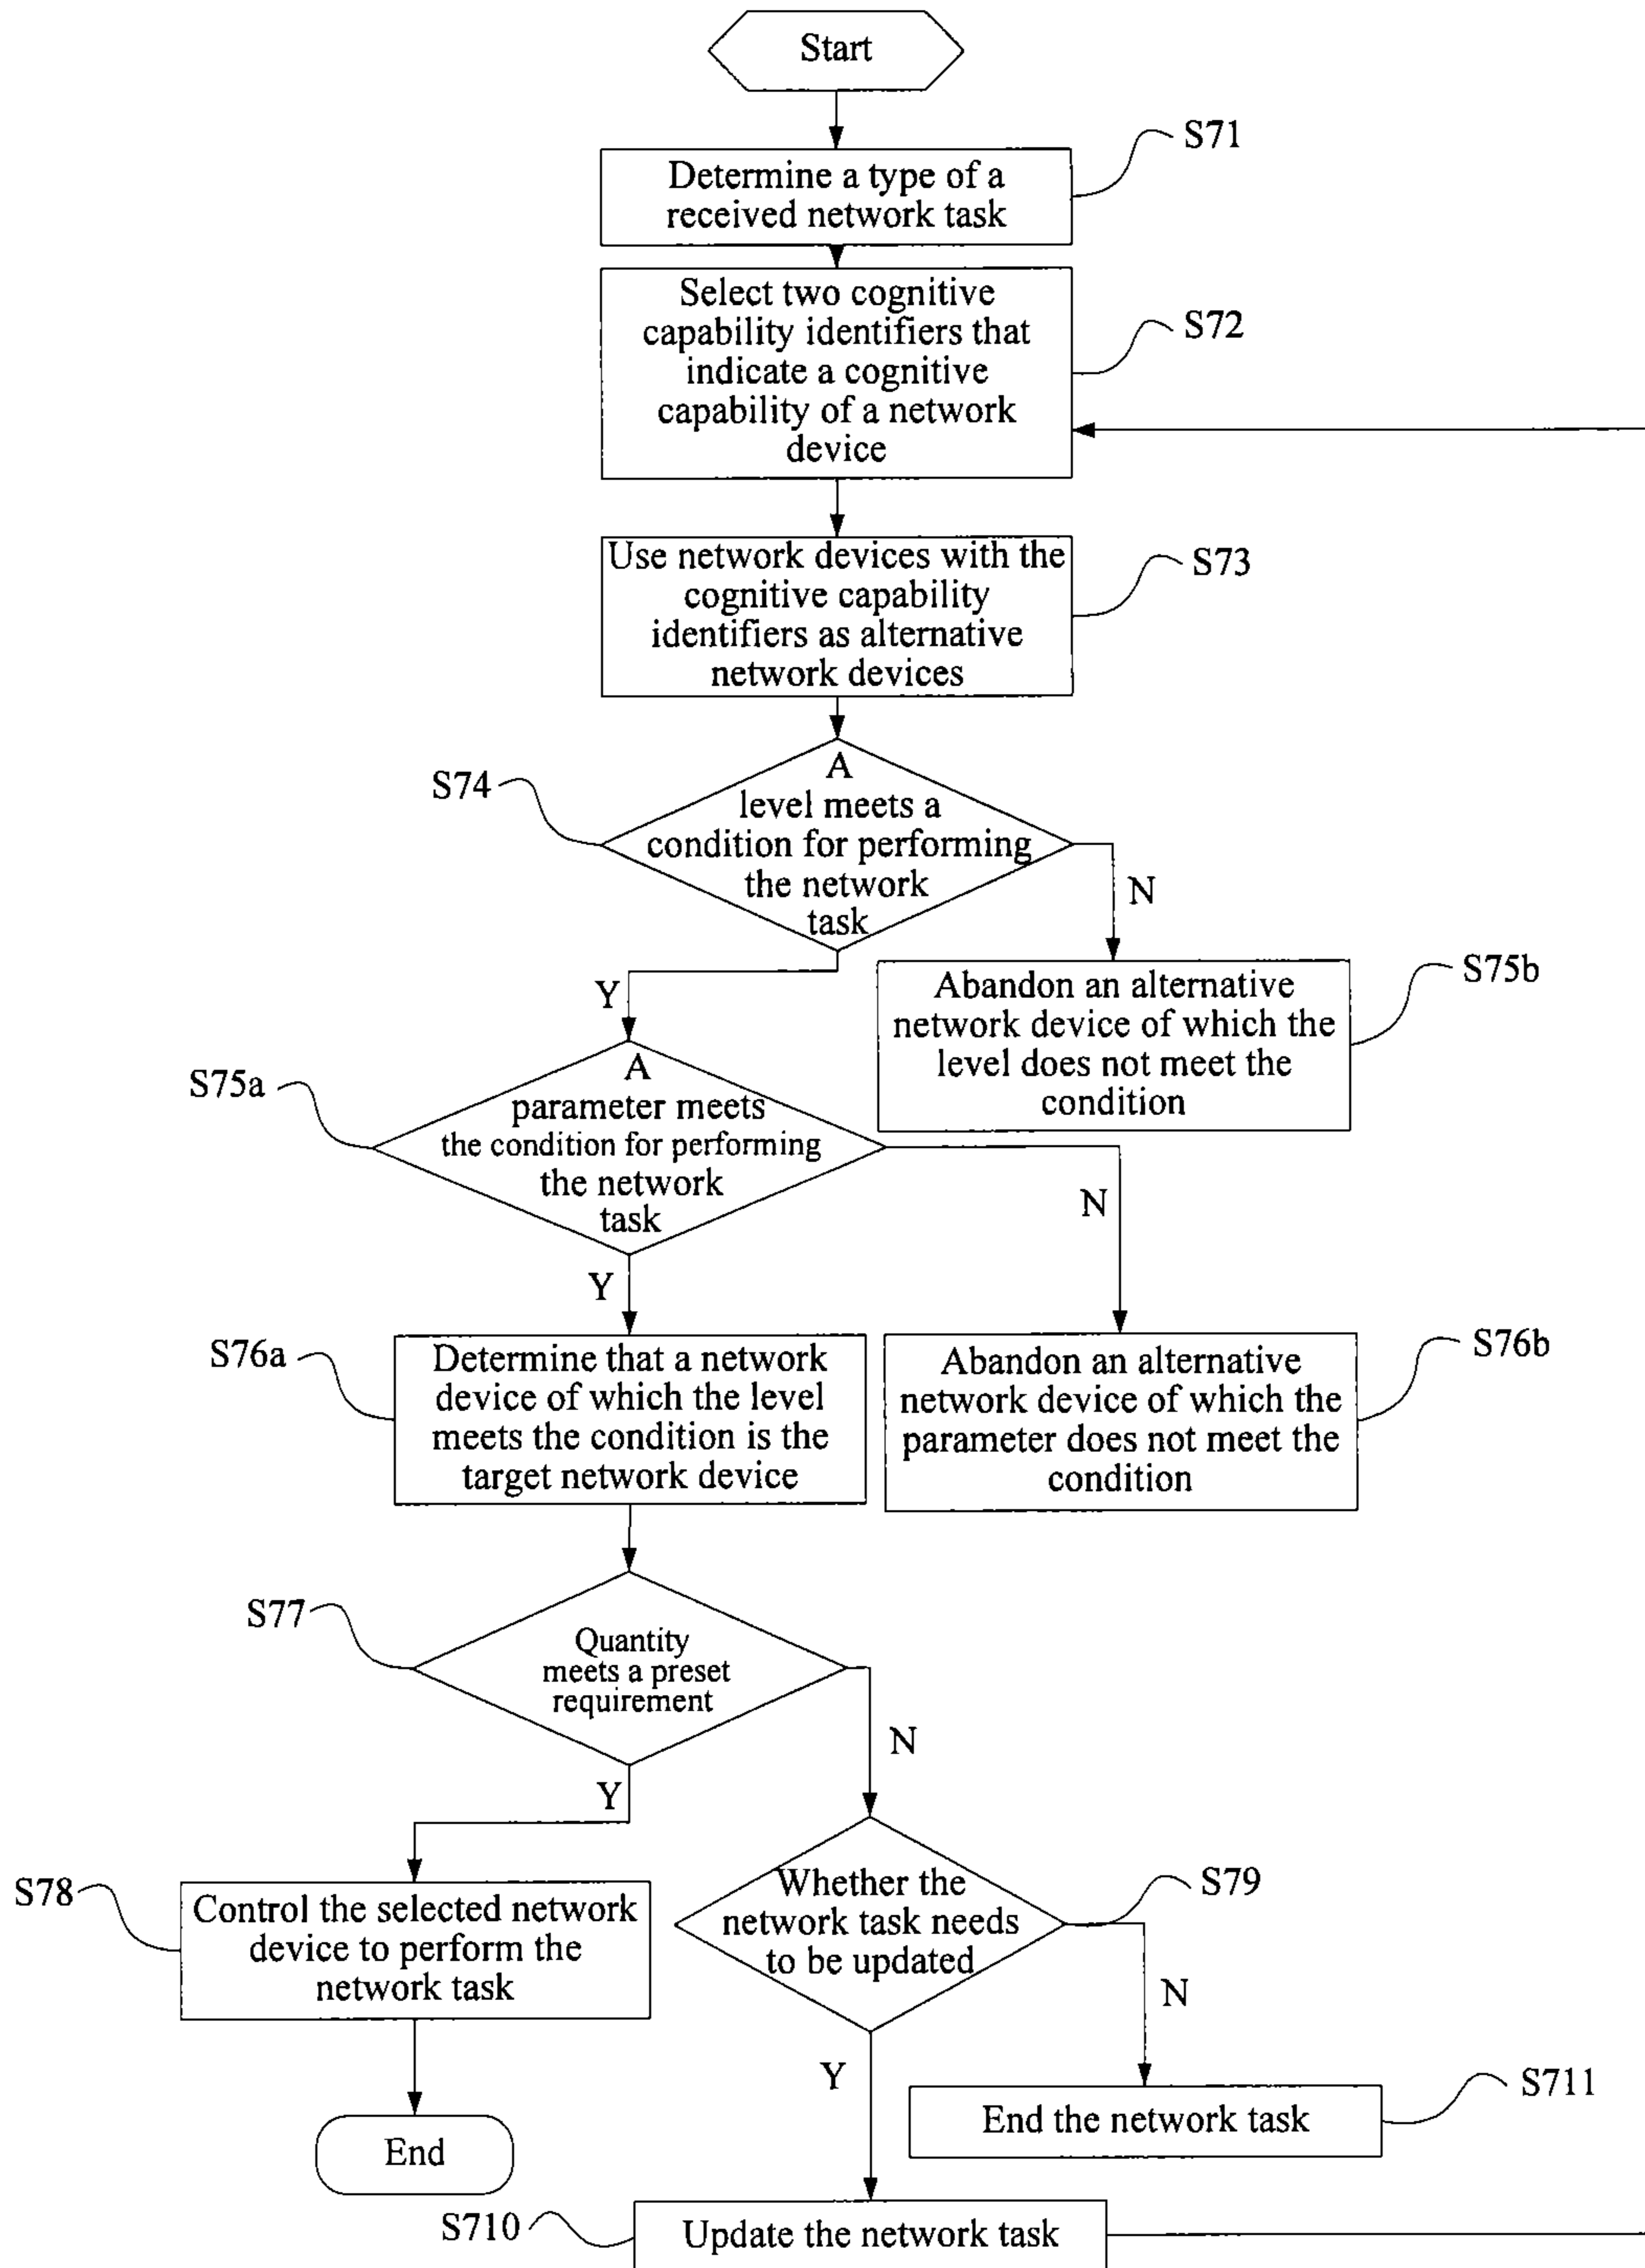 Start
S71
Determine a type of a
received network task
Select two cognitive
capability identifiers that
indicate a cognitive
capability of a network
device
S72
Use network devices with the
cognitive capability
identifiers as alternative
network devices
S73
S74
A
level meets a
condition for performing
the network
task
N
Y
Abandon an alternative
network device of which the
level does not meet the
condition
S75b
S75a
A
parameter meets
the condition for performing
the network
task
N
Y
S76a
Determine that a network
device of which the level
meets the condition is the
target network device
Abandon an alternative
network device of which the
parameter does not meet the
condition
S76b
S77
Quantity
meets a preset
requirement
N
Y
S78
Control the selected network
device to perform the
network task
Whether the
network task needs
to be updated
S79
N
Y
End
End the network task
S711
S710
Update the network task